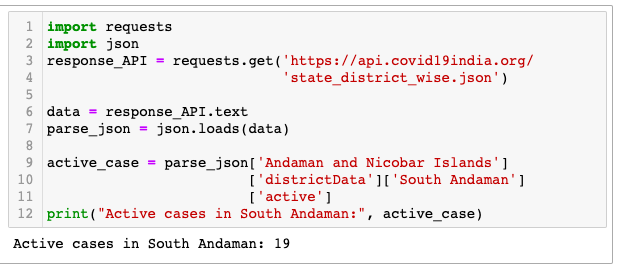 1 import requests
2 import json
3 response_API = requests.get('https://api.covid19india.org/
4                             'state_district_wise.json')
5
6 data = response_API.text
7 parse_json = json.loads(data)
8
9 active_case = parse_json['Andaman and Nicobar Islands']
10                         ['districtData']['South Andaman']
11                         ['active']
12 print("Active cases in South Andaman:", active_case)
Active cases in South Andaman: 19